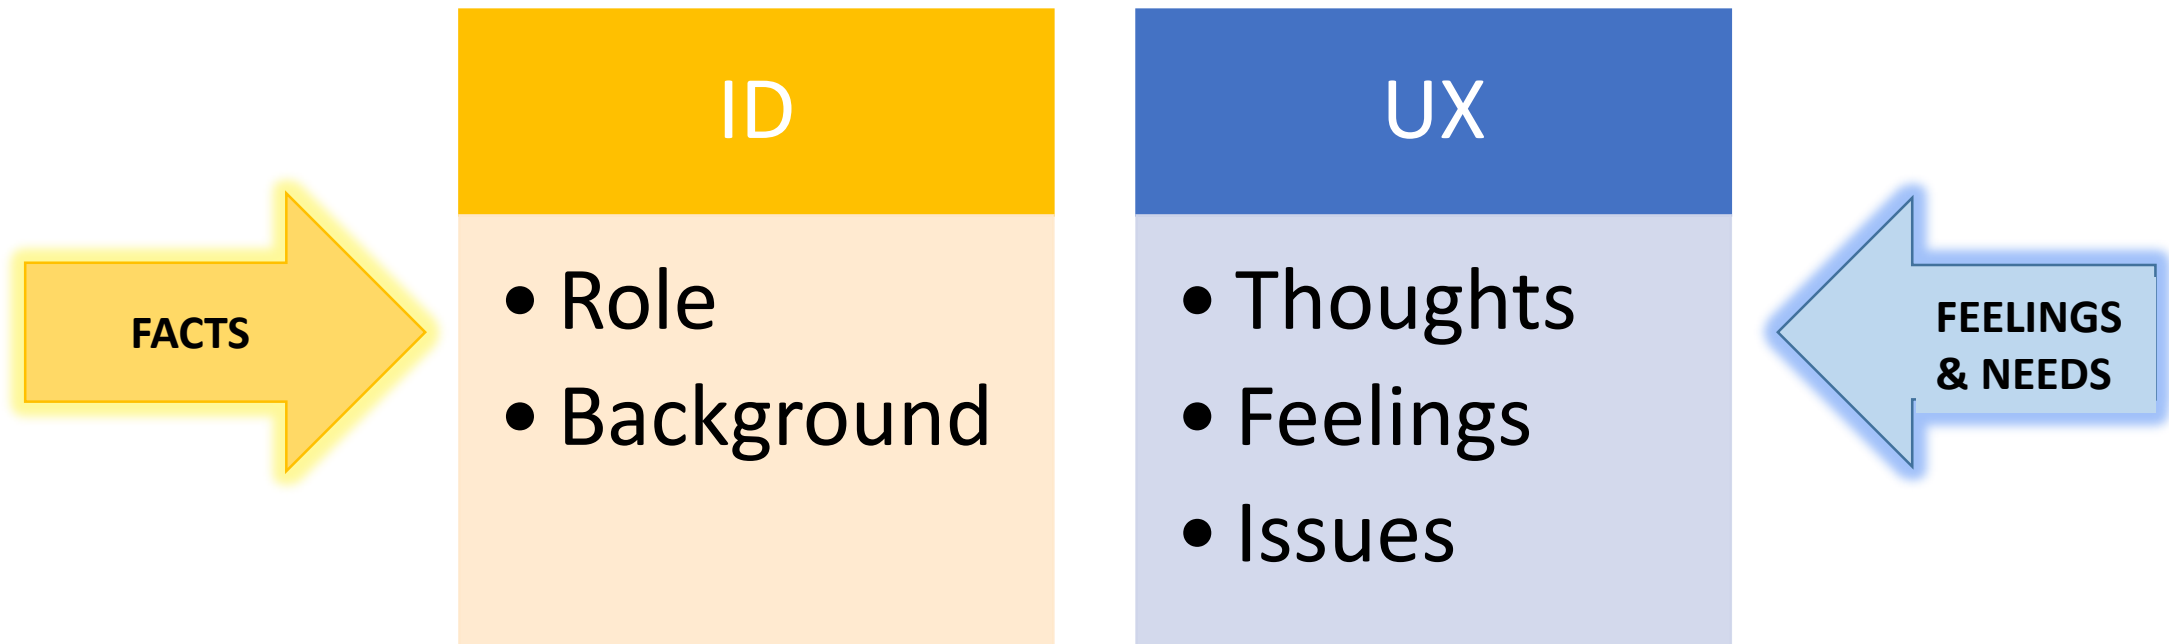 ID
UX
FACTS
• Role
• Background
• Thoughts
• Feelings
• Issues
FEELINGS
& NEEDS